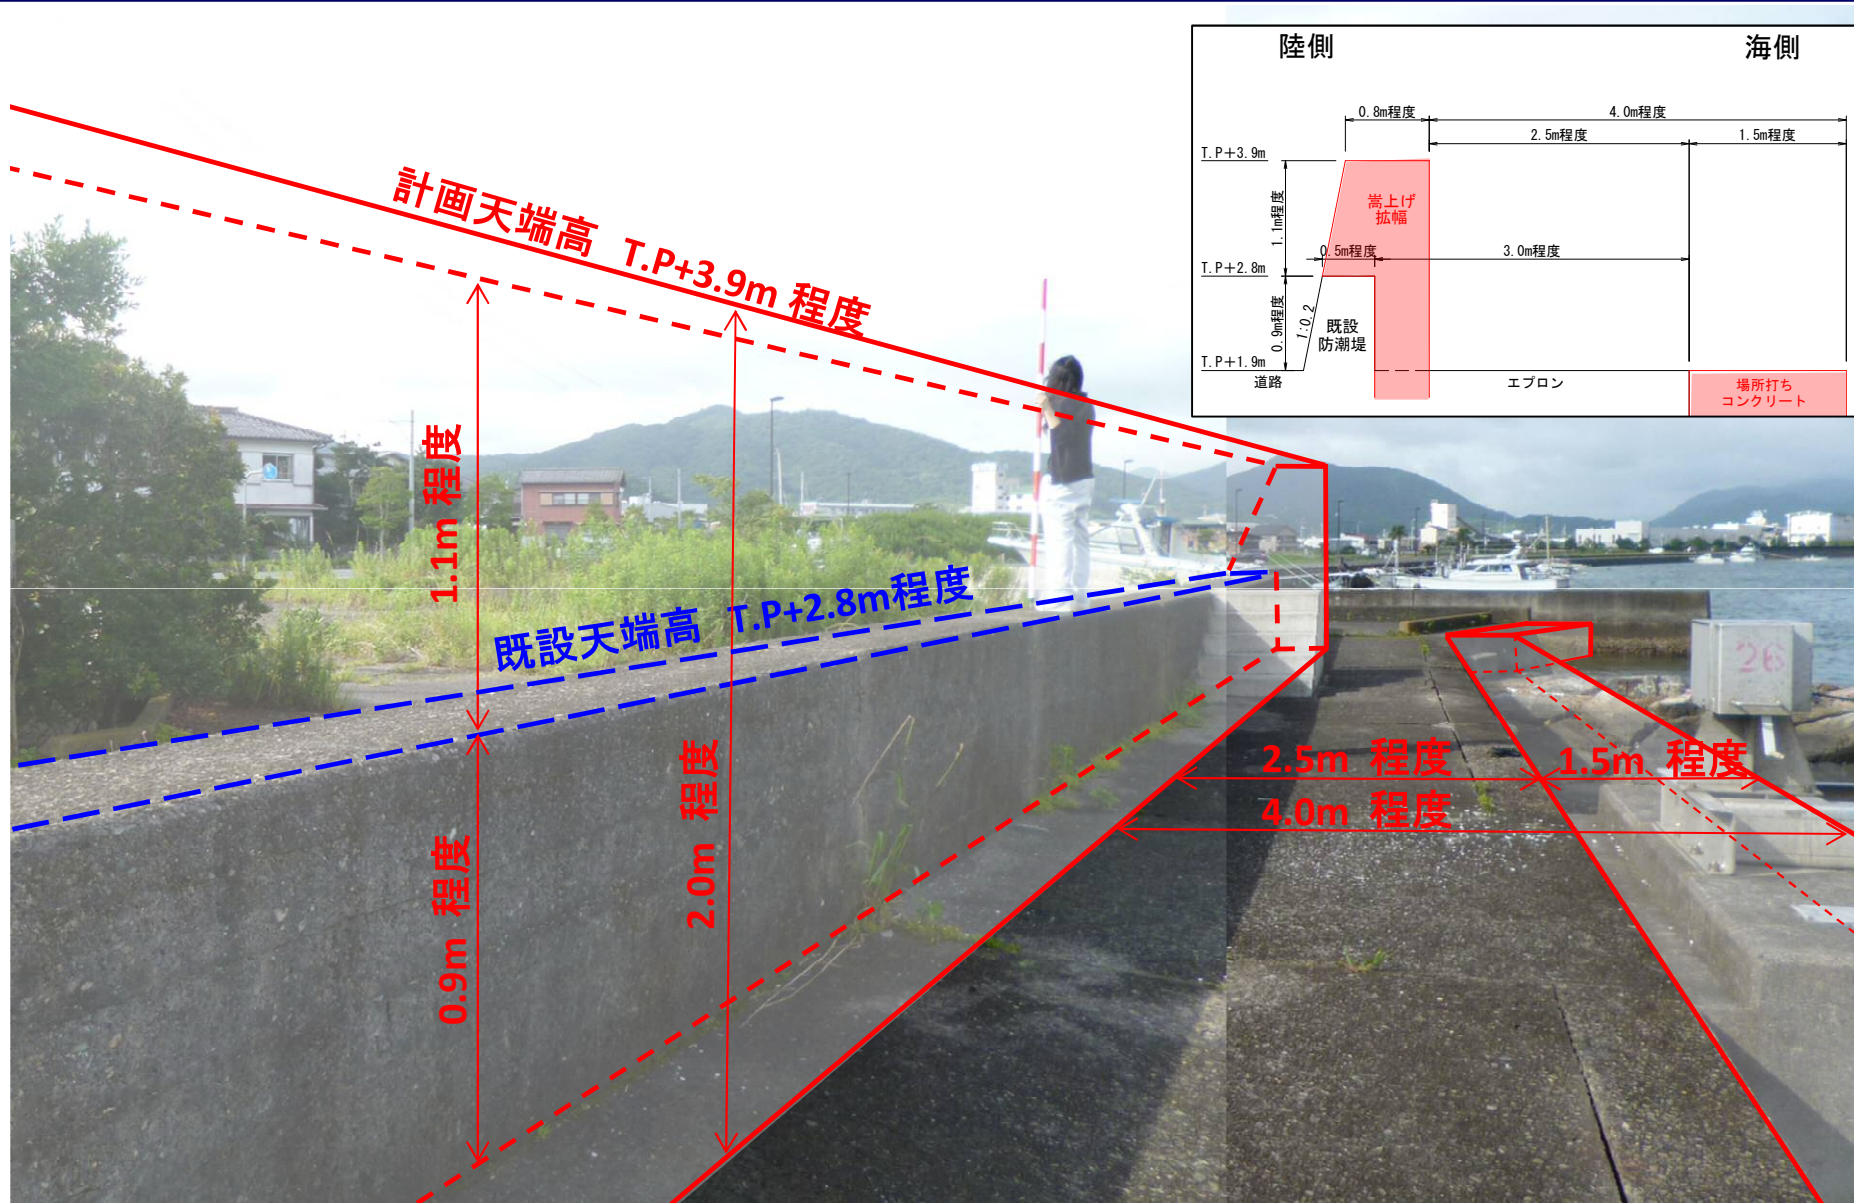 陸側
海側
0.8m程度
4.0m程度
2.5m程度
1.5m程度
T.P+3.9m
嵩上げ
拡幅
1.1m程度
0.5m程度
3.0m程度
T.P+2.8m
0.9m程度
1:0.2
既設
防潮堤
T.P+1.9m
道路
エプロン
場所打ち
コンクリート
計画天端高 T.P+3.9m 程度
1.1m 程度
既設天端高 T.P+2.8m程度
2.0m 程度
0.9m 程度
2.5m 程度
1.5m 程度
4.0m 程度
26